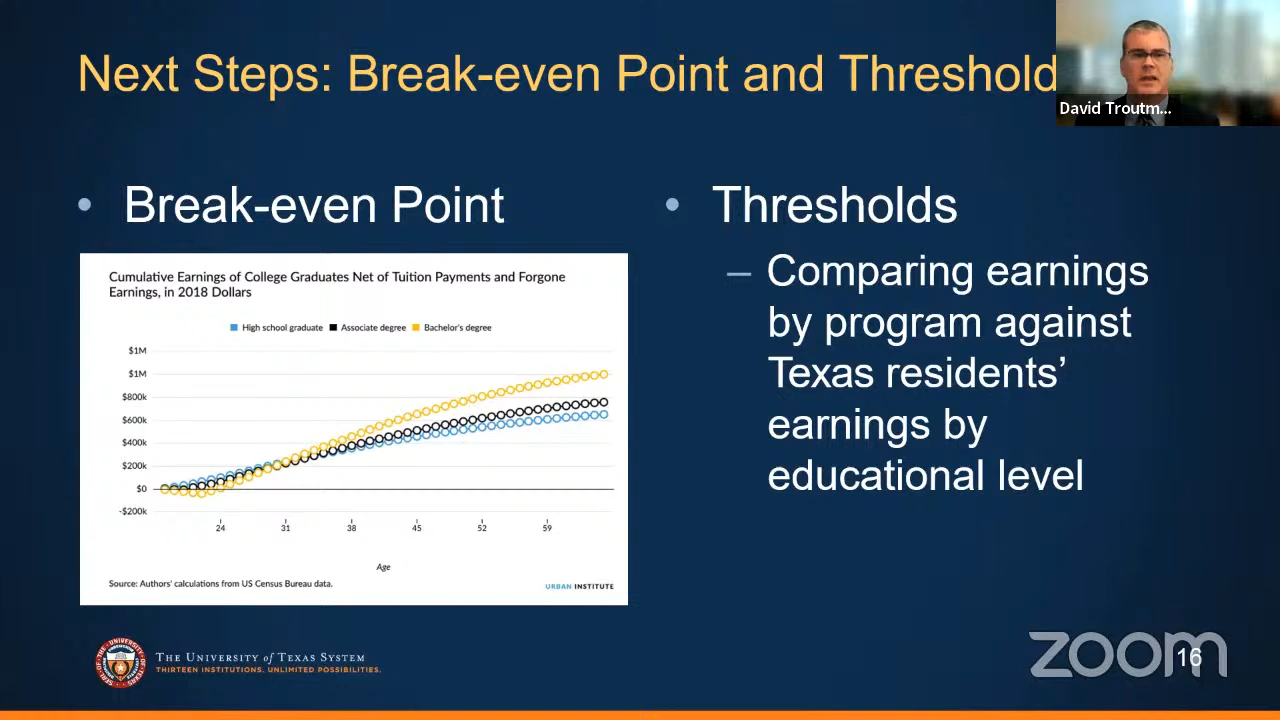 Next Steps: Break-even Point and Threshold
David Troutm...
• Break-even Point
Cumulative Earnings of College Graduates Net of Tuition Payments and Forgone
Earnings, in 2018 Dollars
High school graduate Associate degree Bachelor's degree
$1M
$1M
$800k
$600k
$400k
$200k
$0
-$200k
24 31 38 45 52 59
Age
Source: Authors' calculations from US Census Bureau data.
URBAN INSTITUTE
• Thresholds
– Comparing earnings
by program against
Texas residents’
earnings by
educational level
THE UNIVERSITY of TEXAS SYSTEM
THIRTEEN INSTITUTIONS. UNLIMITED POSSIBILITIES.
zoom
16